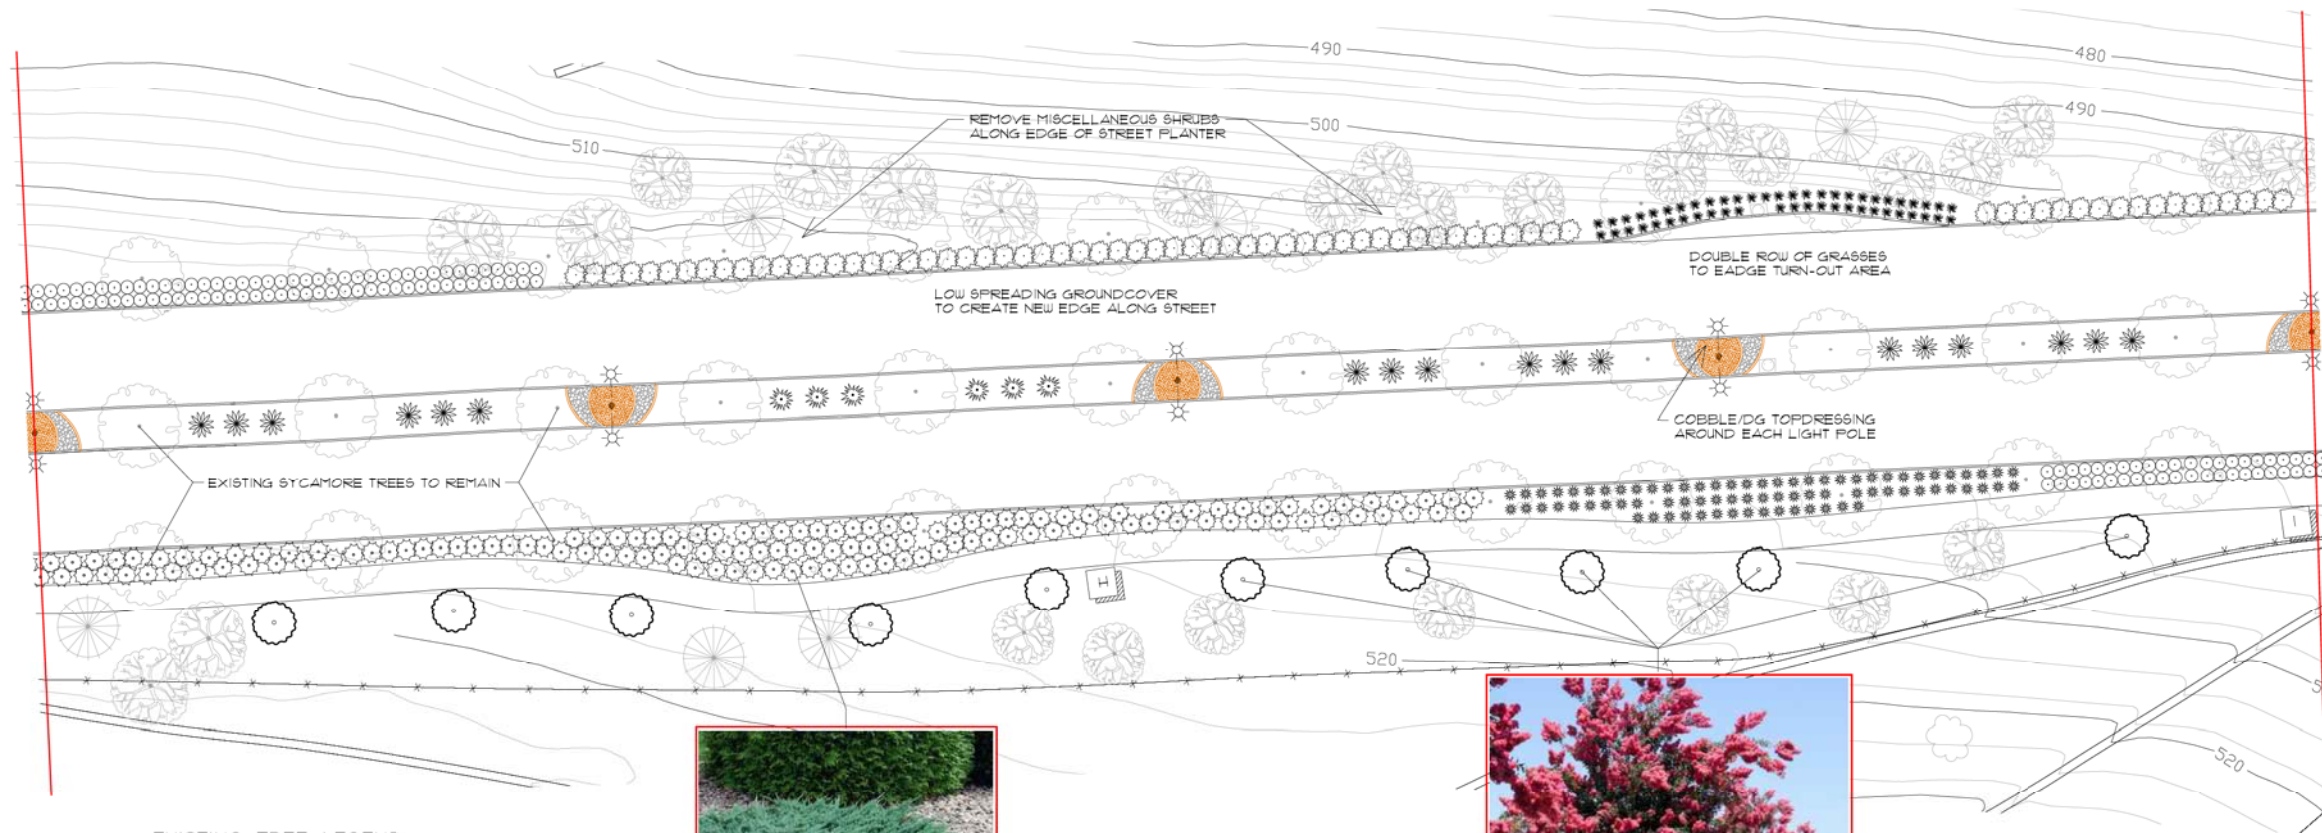 490
480
490
500
510
REMOVE MISCELLANEOUS SHRUBS
ALONG EDGE OF STREET PLANTER
DOUBLE ROW OF GRASSES
TO EADGE TURN-OUT AREA
LOW SPREADING GROUNDCOVER
TO CREATE NEW EDGE ALONG STREET
COBBLE/DG TOPDRESSING
AROUND EACH LIGHT POLE
EXISTING SYCAMORE TREES TO REMAIN
H
I
520
520